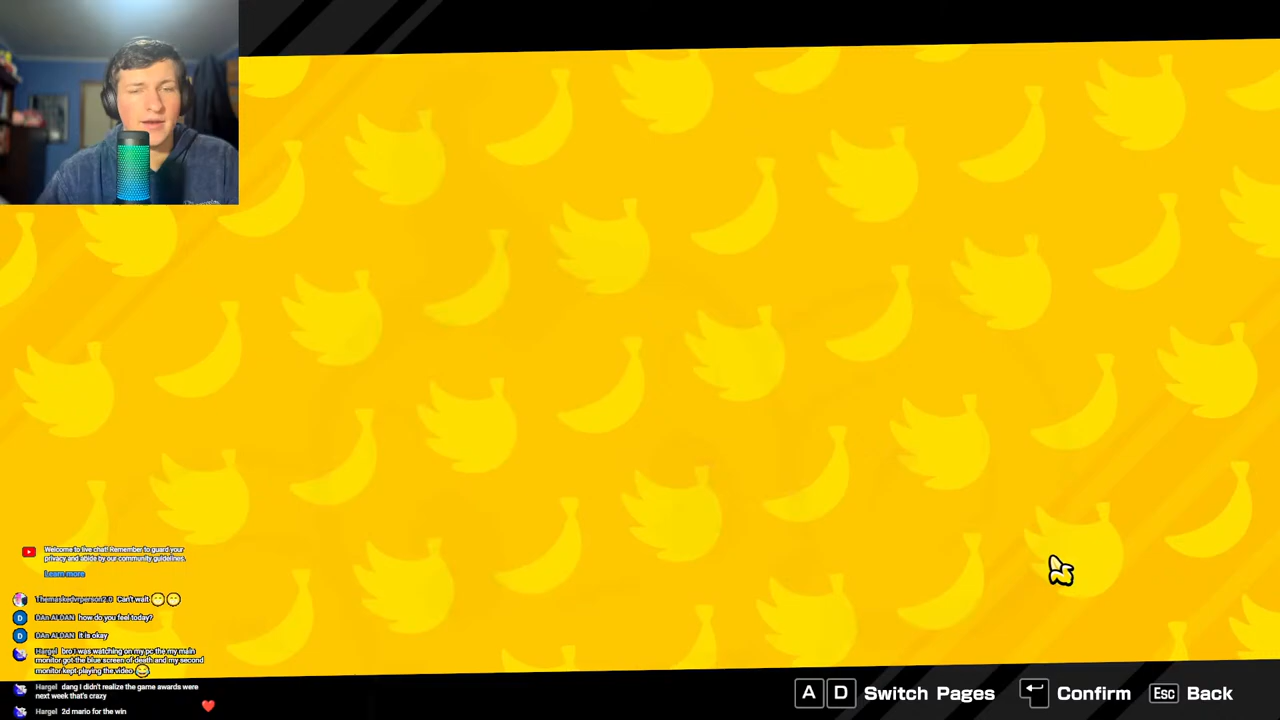 Welcome to live chat! Remember to guard your
privacy and abide by our community guidelines.
Learn more
Themaskedvrperson2.0 Can't wait
DAn ALDAN how do you feel today?
DAn ALDAN it is okay
Hargel bro i was watching on my pc the my main
monitor got the blue screen of death and my second
monitor kept playing the video
Hargel dang I didn't realize the game awards were
next week that's crazy
Hargel 2d mario for the win
A D Switch Pages Confirm Esc Back